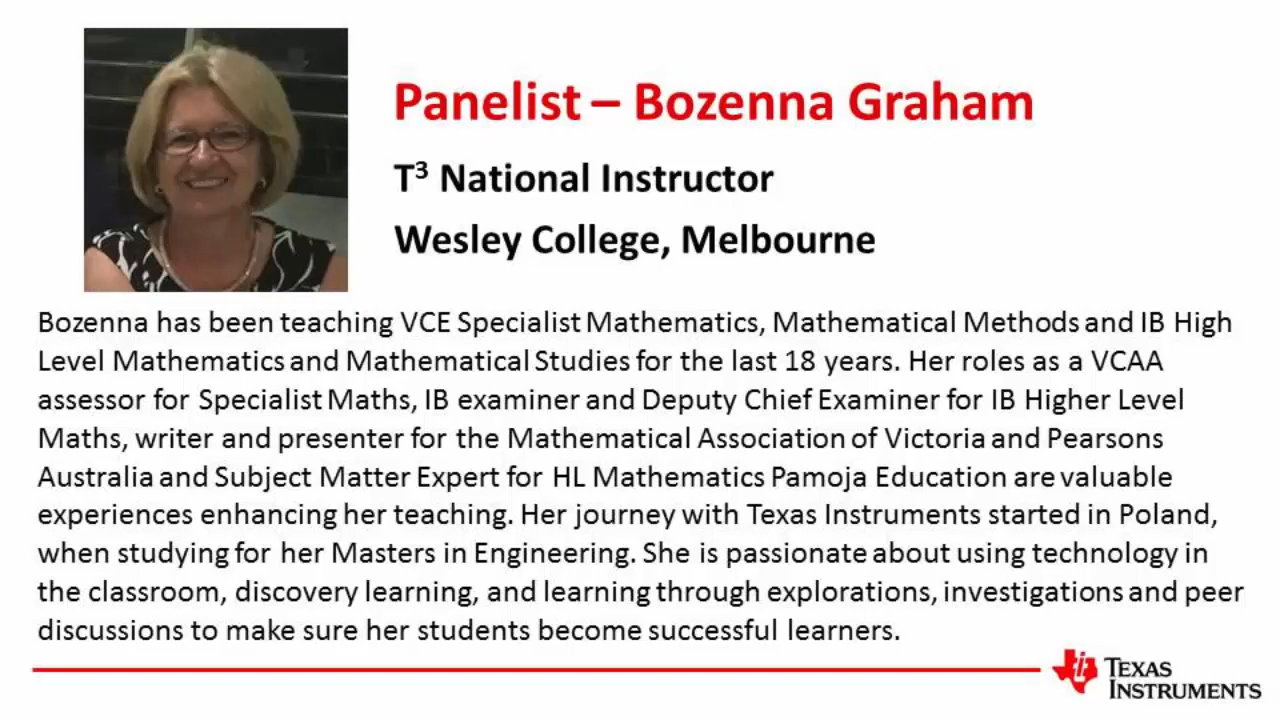 Panelist – Bozenna Graham
T³ National Instructor
Wesley College, Melbourne
Bozenna has been teaching VCE Specialist Mathematics, Mathematical Methods and IB High
Level Mathematics and Mathematical Studies for the last 18 years. Her roles as a VCAA
assessor for Specialist Maths, IB examiner and Deputy Chief Examiner for IB Higher Level
Maths, writer and presenter for the Mathematical Association of Victoria and Pearsons
Australia and Subject Matter Expert for HL Mathematics Pamoja Education are valuable
experiences enhancing her teaching. Her journey with Texas Instruments started in Poland,
when studying for her Masters in Engineering. She is passionate about using technology in
the classroom, discovery learning, and learning through explorations, investigations and peer
discussions to make sure her students become successful learners.
TEXAS
INSTRUMENTS